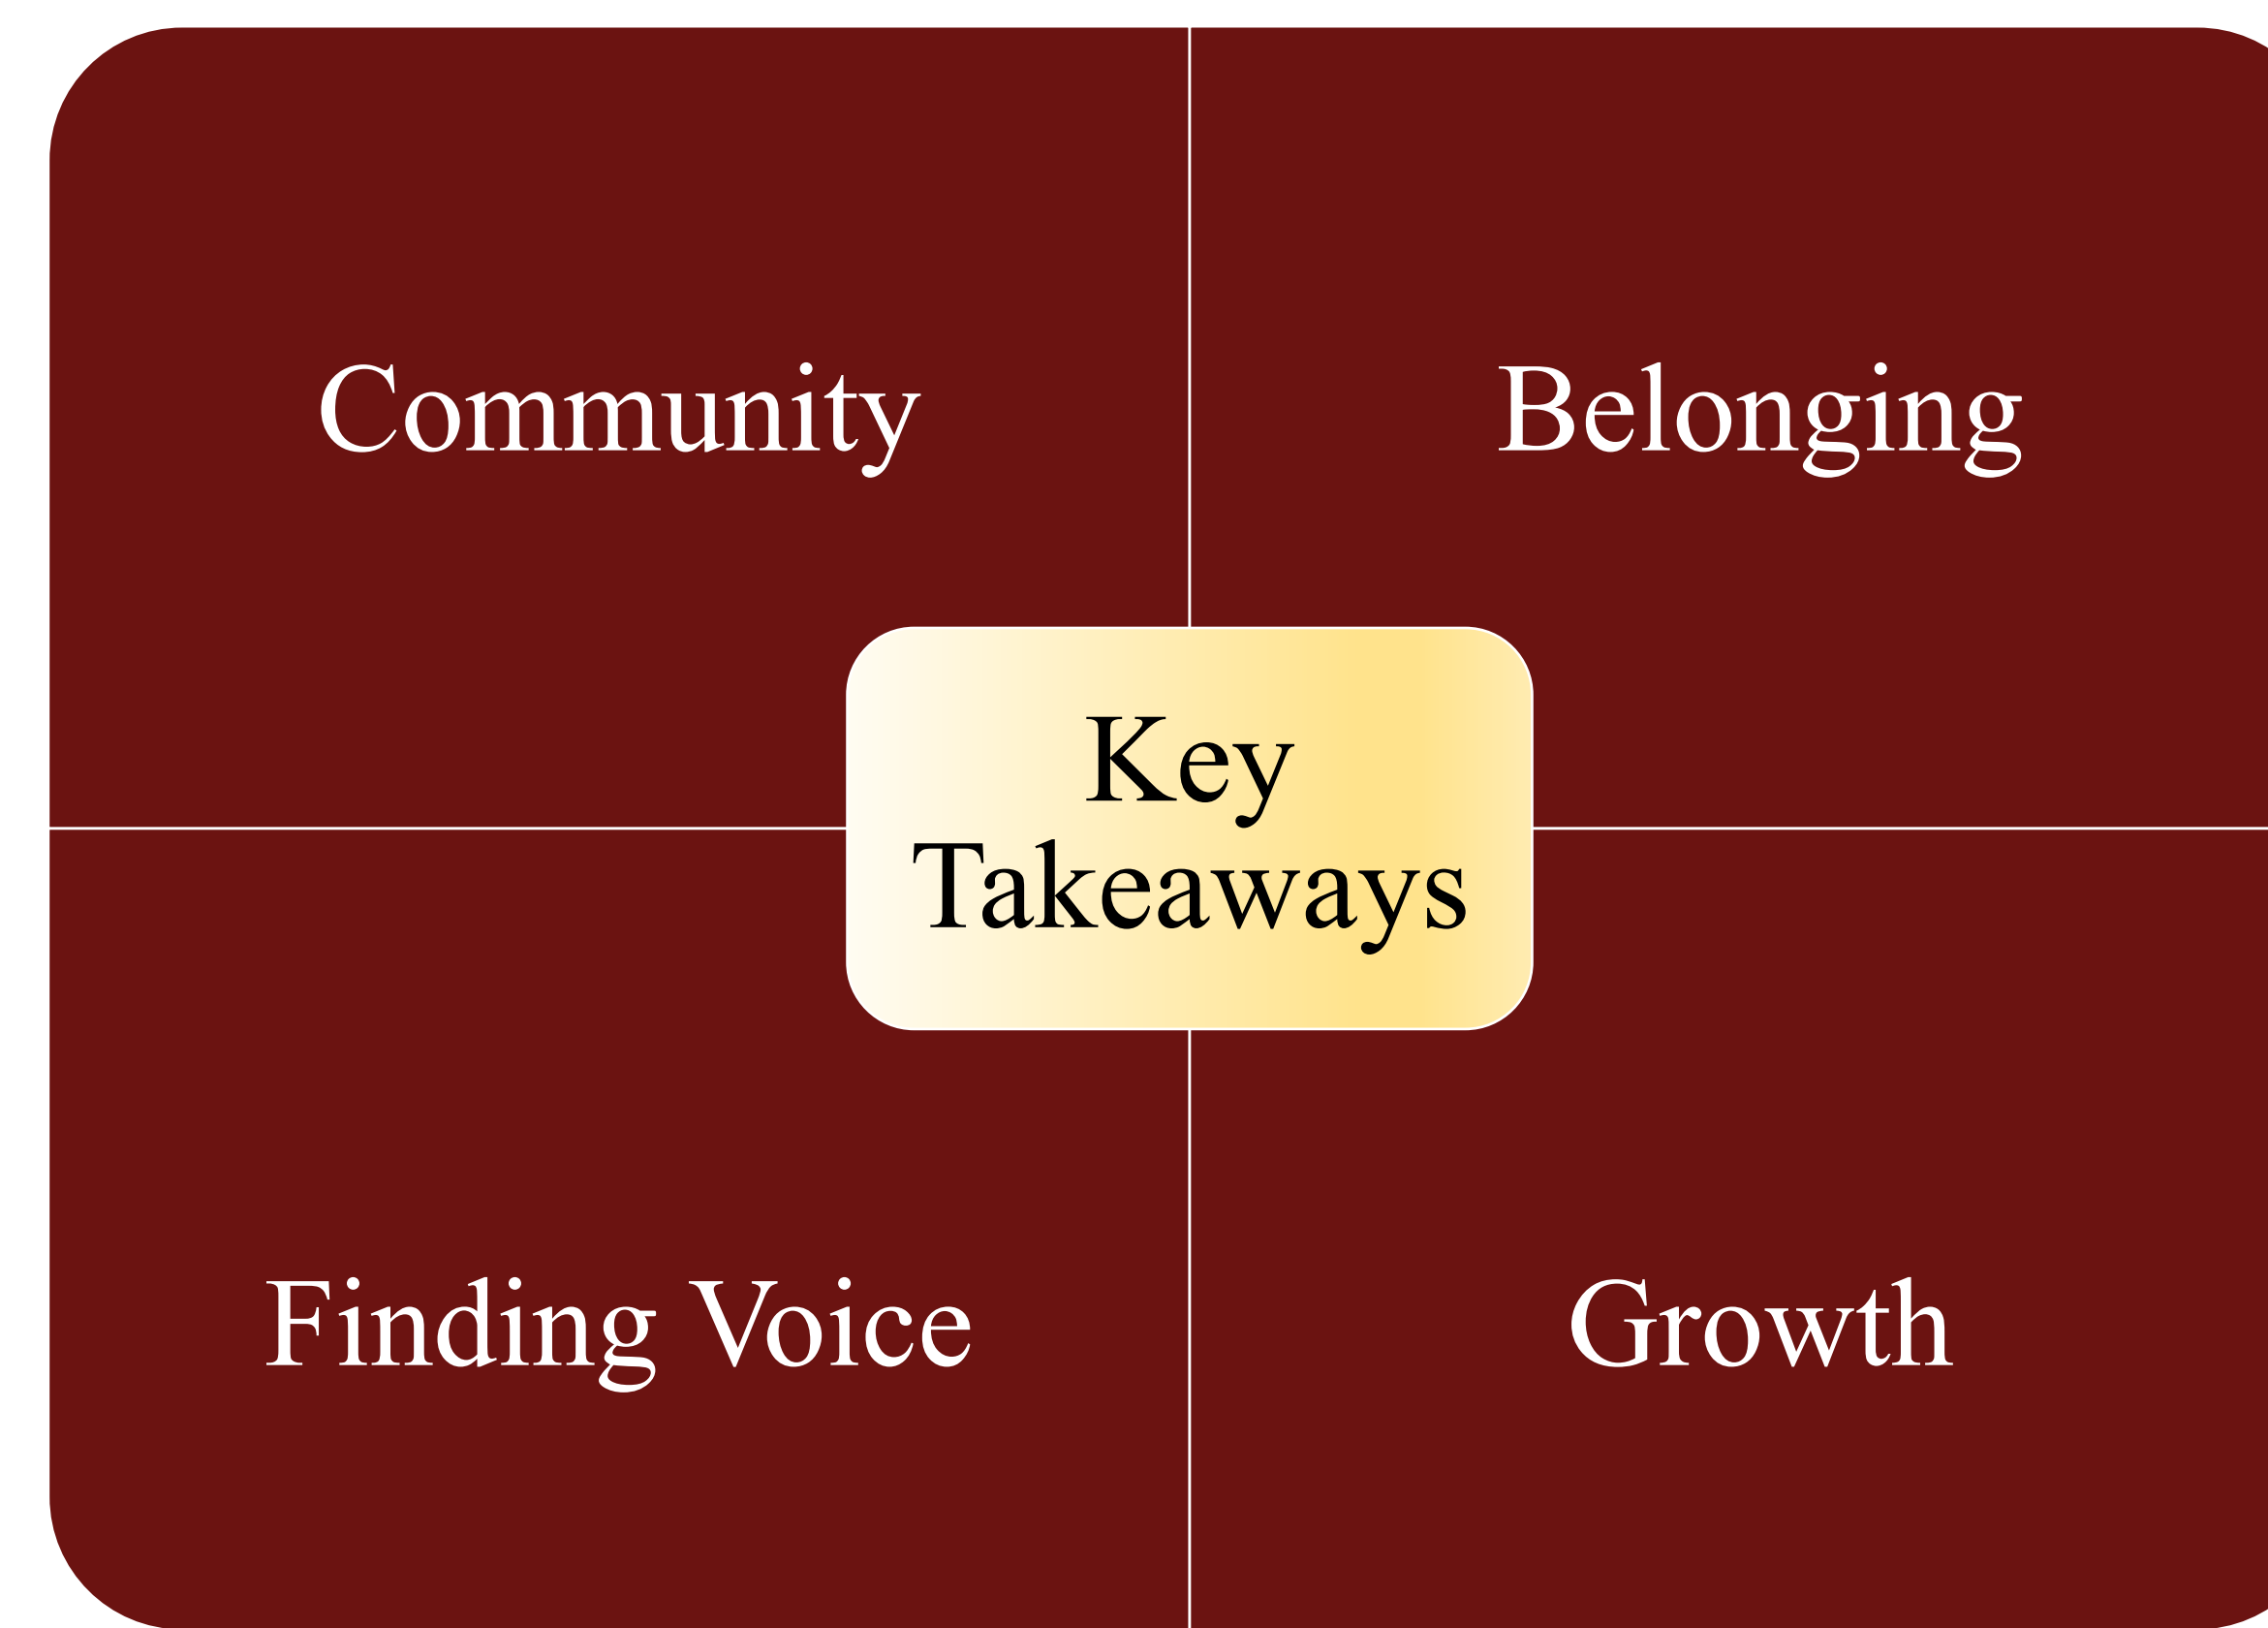 Community
Belonging
Key
Takeaways
Finding Voice
Growth